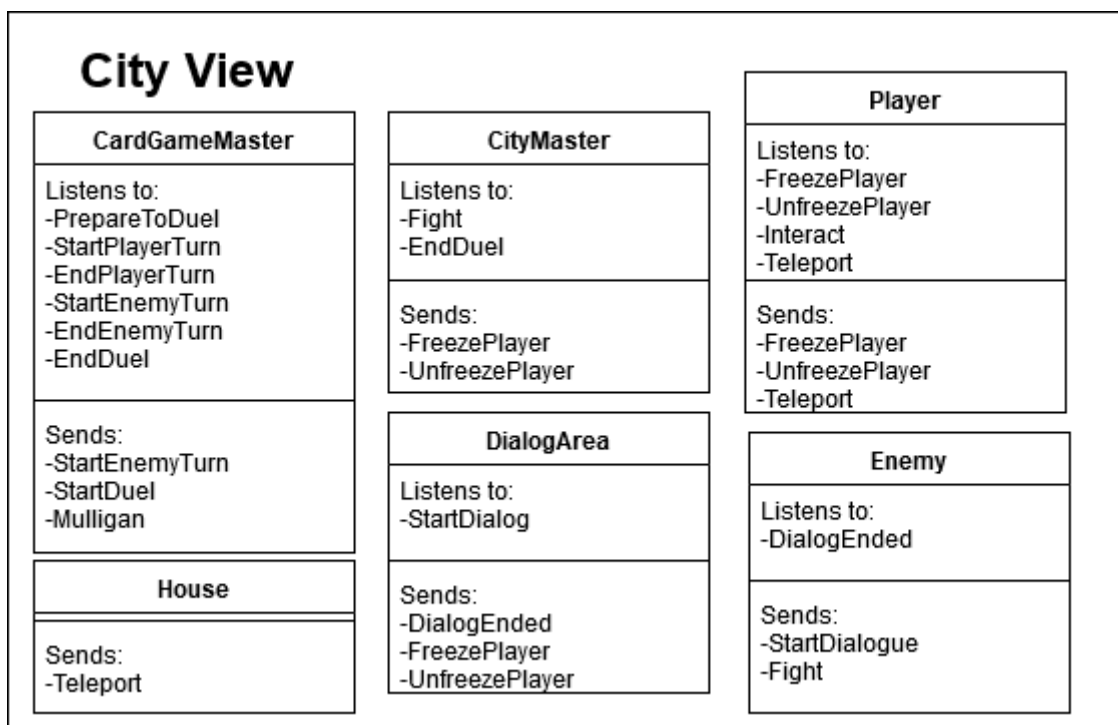 City View
CardGameMaster
Listens to:
-PrepareToDuel
-StartPlayerTurn
-EndPlayerTurn
-StartEnemyTurn
-EndEnemyTurn
-EndDuel
Sends:
-StartEnemyTurn
-StartDuel
-Mulligan
House
Sends:
-Teleport
CityMaster
Listens to:
-Fight
-EndDuel
Sends:
-FreezePlayer
-UnfreezePlayer
DialogArea
Listens to:
-StartDialog
Sends:
-DialogEnded
-FreezePlayer
-UnfreezePlayer
Player
Listens to:
-FreezePlayer
-UnfreezePlayer
-Interact
-Teleport
Sends:
-FreezePlayer
-UnfreezePlayer
-Teleport
Enemy
Listens to:
-DialogEnded
Sends:
-StartDialogue
-Fight